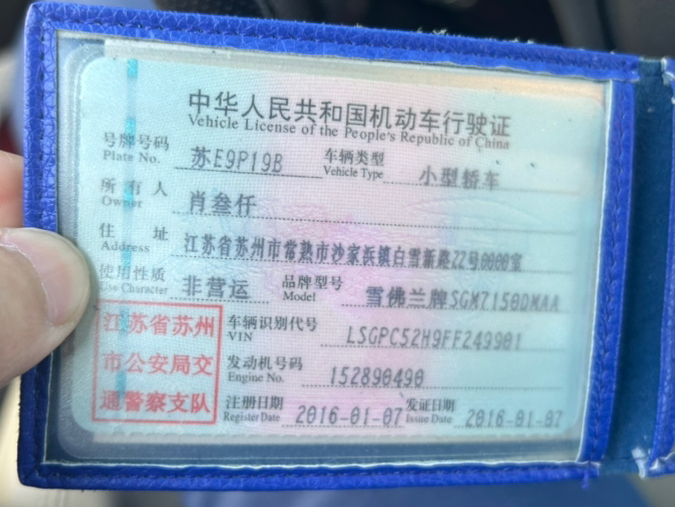 中华人民共和国机动车行驶证
Vehicle License of the People's Republic of China
号牌号码 苏E9P19B 车辆类型 小型轿车
Plate No. Vehicle Type
所有人 肖叁仟
Owner
住址 江苏省苏州市常熟市沙家浜镇白雪新路22号0000室
Address
使用性质 非营运 品牌型号 雪佛兰牌SGM7150DMAA
Use Character Model
江苏省苏州 车辆识别代号 LSGPC52H9FF249901
VIN
市公安局交 发动机号码 152890490
Engine No.
通警察支队 注册日期 2016-01-07 发证日期 2016-01-07
Register Date Issue Date